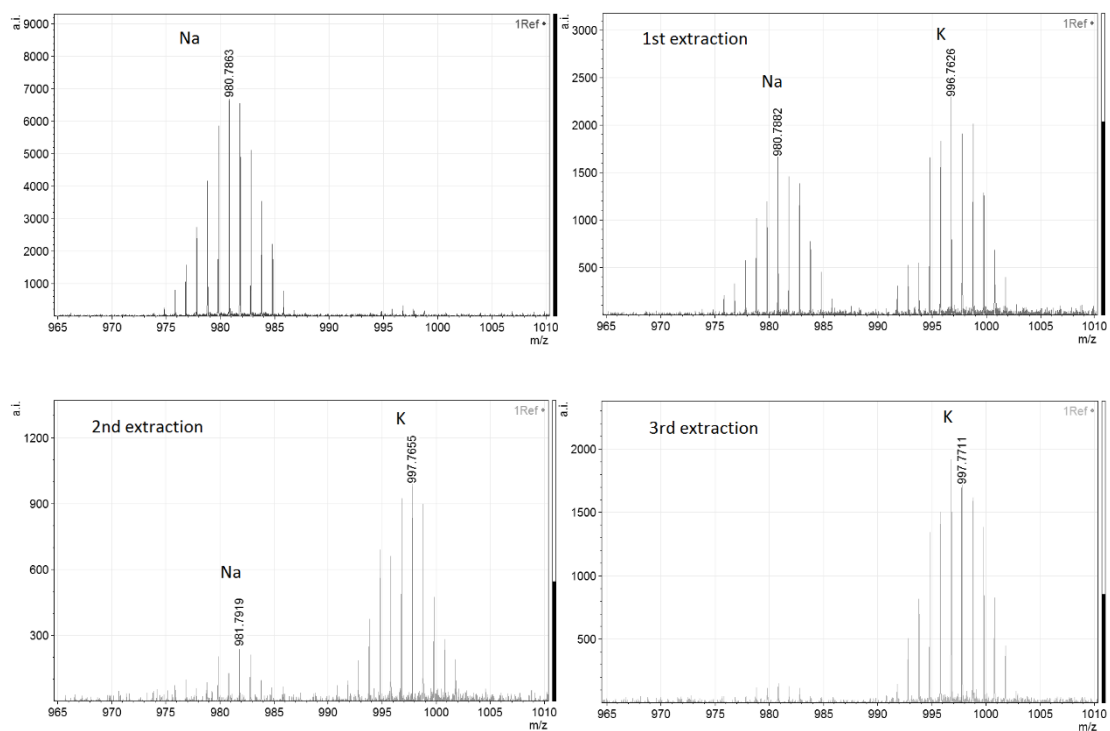 a.i.
1Ref
Na
980.7863
9000
8000
7000
6000
5000
4000
3000
2000
1000
965 970 975 980 985 990 995 1000 1005 1010
m/z
a.i.
1Ref
1st extraction
K
Na
996.7626
980.7882
3000
2500
2000
1500
1000
500
965 970 975 980 985 990 995 1000 1005 1010
m/z
a.i.
1Ref
2nd extraction
K
Na
997.7655
981.7919
1200
900
600
300
965 970 975 980 985 990 995 1000 1005 1010
m/z
a.i.
1Ref
3rd extraction
K
997.7711
2000
1500
1000
500
965 970 975 980 985 990 995 1000 1005 1010
m/z